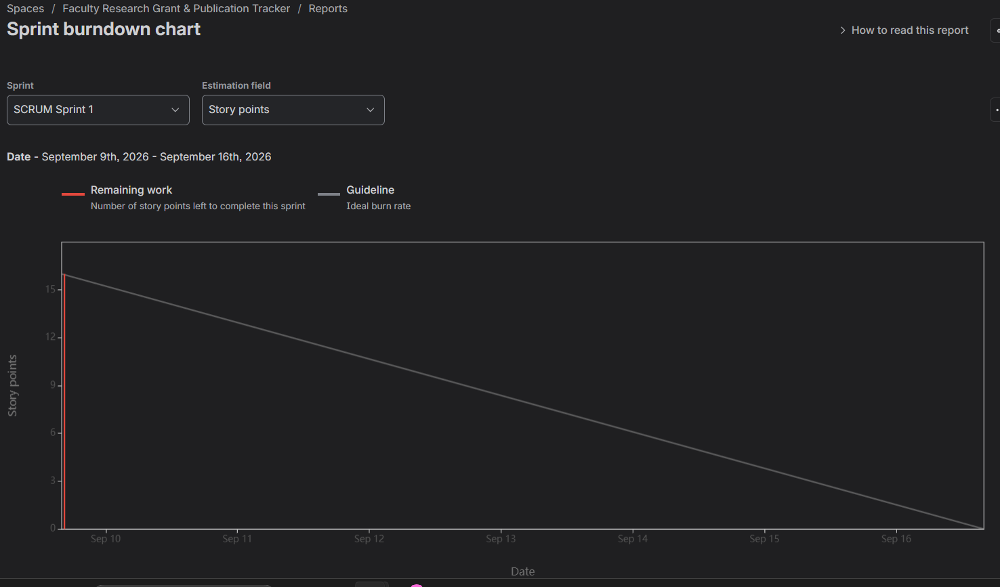 Spaces / Faculty Research Grant & Publication Tracker / Reports
Sprint burndown chart
How to read this report
Sprint
Estimation field
SCRUM Sprint 1
Story points
Date - September 9th, 2026 - September 16th, 2026
Remaining work
Number of story points left to complete this sprint
Guideline
Ideal burn rate
15
12
9
6
3
0
Story points
Sep 10
Sep 11
Sep 12
Sep 13
Sep 14
Sep 15
Sep 16
Date